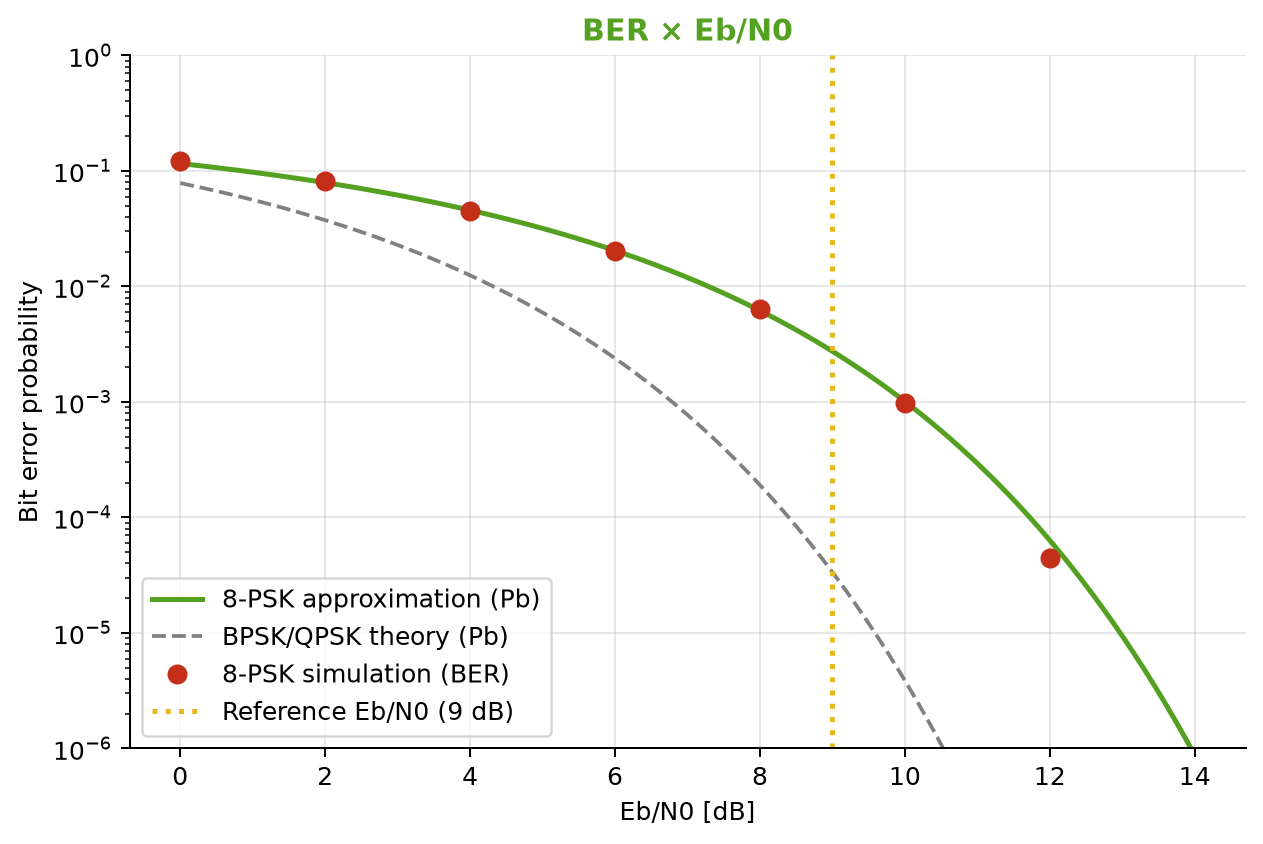 BER × Eb/N0
10⁰
10⁻¹
10⁻²
10⁻³
10⁻⁴
10⁻⁵
10⁻⁶
Bit error probability
8-PSK approximation (Pb)
BPSK/QPSK theory (Pb)
8-PSK simulation (BER)
Reference Eb/N0 (9 dB)
0 2 4 6 8 10 12 14
Eb/N0 [dB]